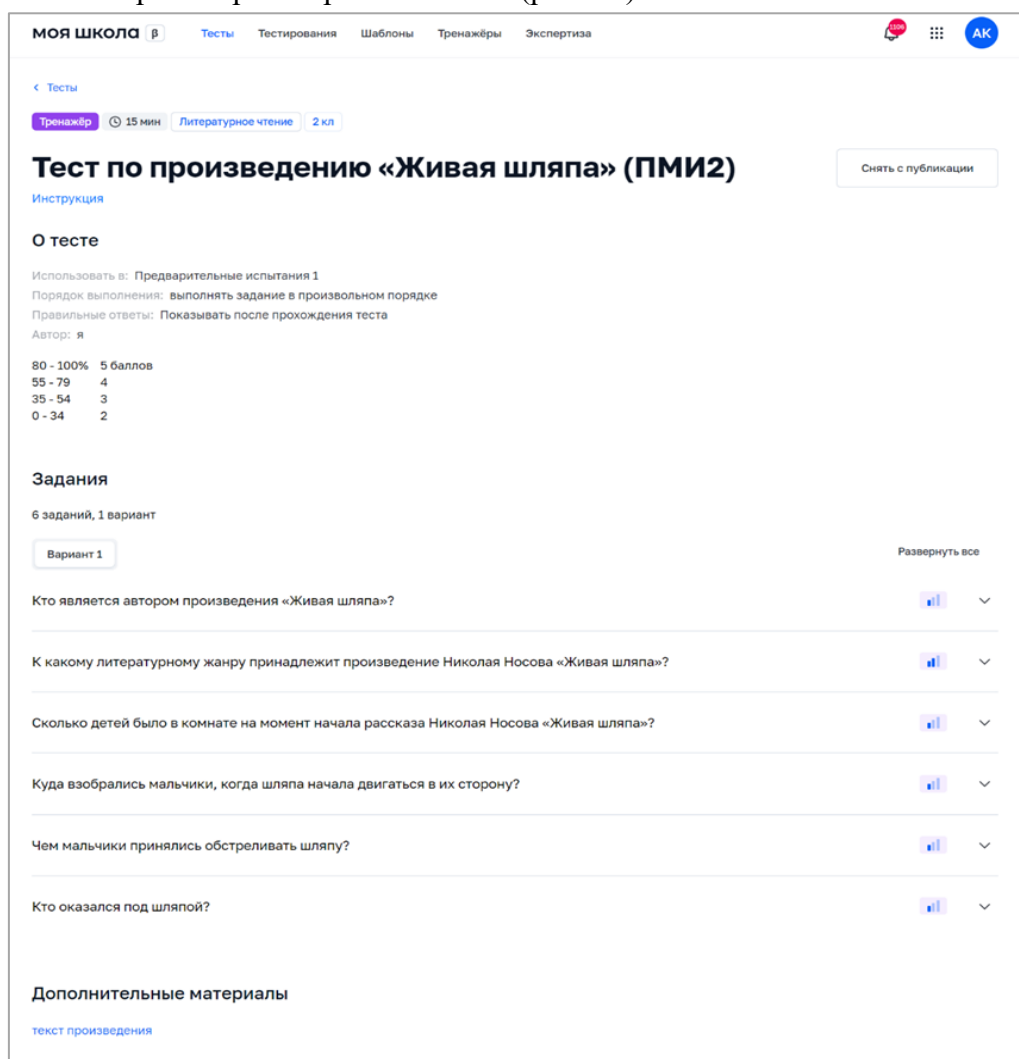 моя школа β Тесты Тестирования Шаблоны Тренажёры Экспертиза 1106 АК
< Тесты
Тренажёр 15 мин Литературное чтение 2 кл
Тест по произведению «Живая шляпа» (ПМИ2) Снять с публикации
Инструкция
О тесте
Использовать в: Предварительные испытания 1
Порядок выполнения: выполнять задание в произвольном порядке
Правильные ответы: Показывать после прохождения теста
Автор: я
80 - 100% 5 баллов
55 - 79 4
35 - 54 3
0 - 34 2
Задания
6 заданий, 1 вариант
Вариант 1 Развернуть все
Кто является автором произведения «Живая шляпа»?
К какому литературному жанру принадлежит произведение Николая Носова «Живая шляпа»?
Сколько детей было в комнате на момент начала рассказа Николая Носова «Живая шляпа»?
Куда взобрались мальчики, когда шляпа начала двигаться в их сторону?
Чем мальчики принялись обстреливать шляпу?
Кто оказался под шляпой?
Дополнительные материалы
текст произведения